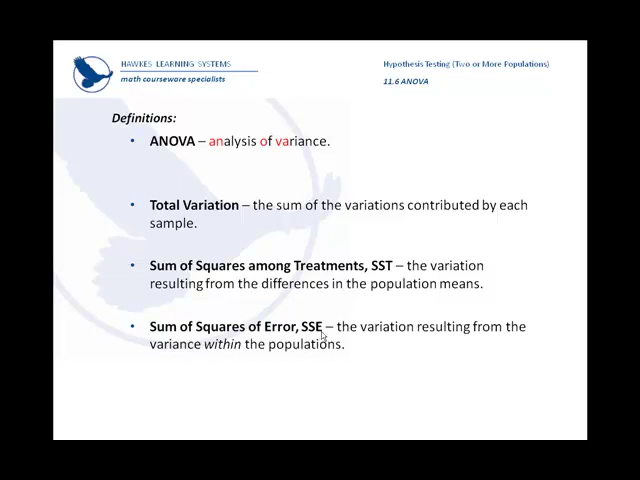 HAWKES LEARNING SYSTEMS
math courseware specialists
Hypothesis Testing (Two or More Populations)
11.6 ANOVA
Definitions:
• ANOVA – analysis of variance.
• Total Variation – the sum of the variations contributed by each
sample.
• Sum of Squares among Treatments, SST – the variation
resulting from the differences in the population means.
• Sum of Squares of Error, SSE – the variation resulting from the
variance within the populations.